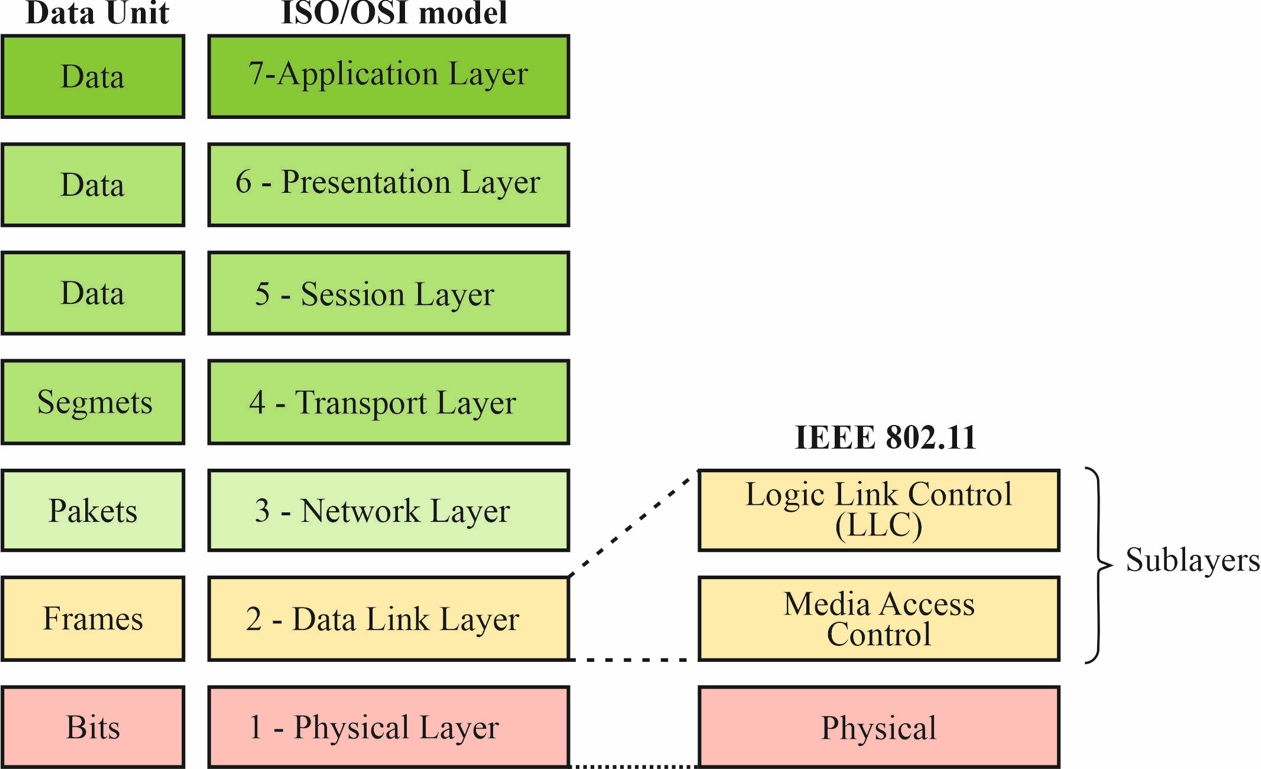 Data Unit
ISO/OSI model
Data
7-Application Layer
Data
6 - Presentation Layer
Data
5 - Session Layer
Segmets
4 - Transport Layer
IEEE 802.11
Pakets
3 - Network Layer
Logic Link Control
(LLC)
Sublayers
Frames
2 - Data Link Layer
Media Access
Control
Bits
1 - Physical Layer
Physical